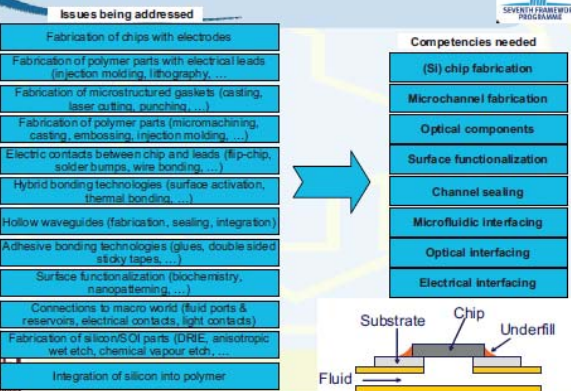 Issues being addressed
SEVENTH FRAMEWORK
PROGRAMME
Fabrication of chips with electrodes
Fabrication of polymer parts with electrical leads
(injection molding, lithography, …
Fabrication of microstructured gaskets (casting,
laser cutting, punching, …)
Fabrication of polymer parts (micromachining,
casting, embossing, injection molding, …)
Electric contacts between chip and leads (flip-chip,
solder bumps, wire bonding, …)
Hybrid bonding technologies (surface activation,
thermal bonding, …)
Hollow waveguides (fabrication, sealing, integration)
Adhesive bonding technologies (glues, double sided
sticky tapes, …)
Surface functionalization (biochemistry,
nanopatterning, …)
Connections to macro world (fluid ports &
reservoirs, electrical contacts, light contacts)
Fabrication of silicon/SOI parts (DRIE, anisotropic
wet etch, chemical vapour etch, …
Integration of silicon into polymer
Competencies needed
(Si) chip fabrication
Microchannel fabrication
Optical components
Surface functionalization
Channel sealing
Microfluidic interfacing
Optical interfacing
Electrical interfacing
Substrate
Chip
Underfill
Fluid